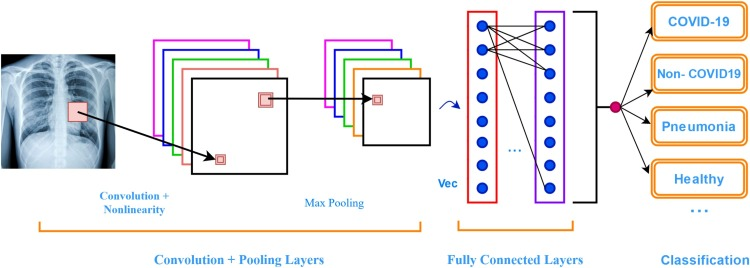 COVID-19
Non- COVID19
Pneumonia
Healthy
...
...
Vec
Convolution +
Nonlinearity
Max Pooling
Convolution + Pooling Layers
Fully Connected Layers
Classification